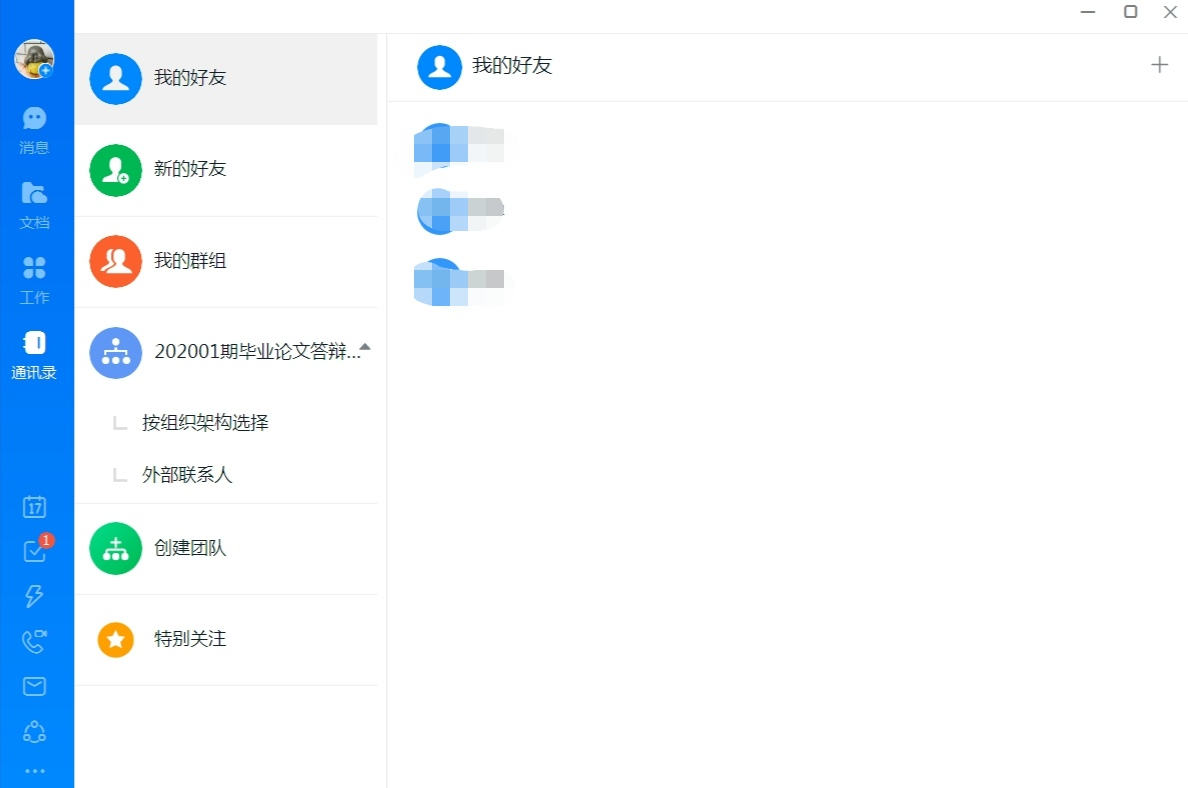 消息
文档
工作
通讯录
17
1
我的好友
新的好友
我的群组
202001期毕业论文答辩...
按组织架构选择
外部联系人
创建团队
特别关注
我的好友